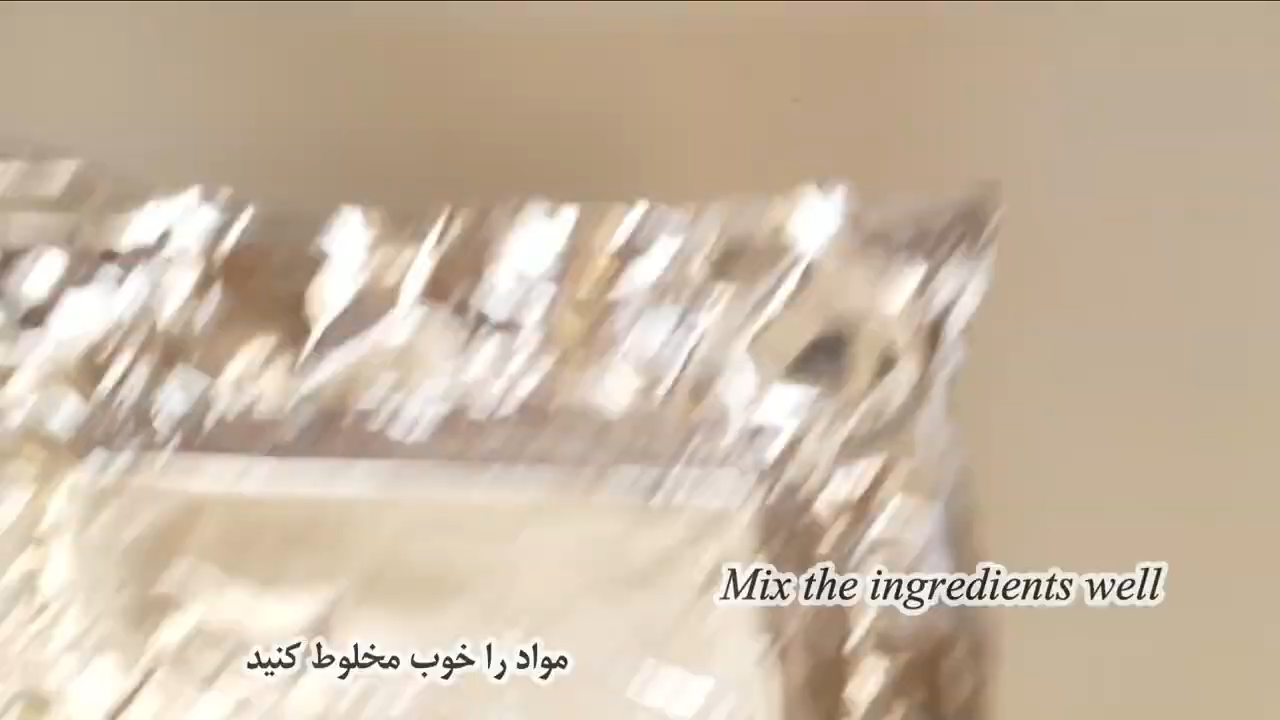 Mix the ingredients well
مواد را خوب مخلوط کنید